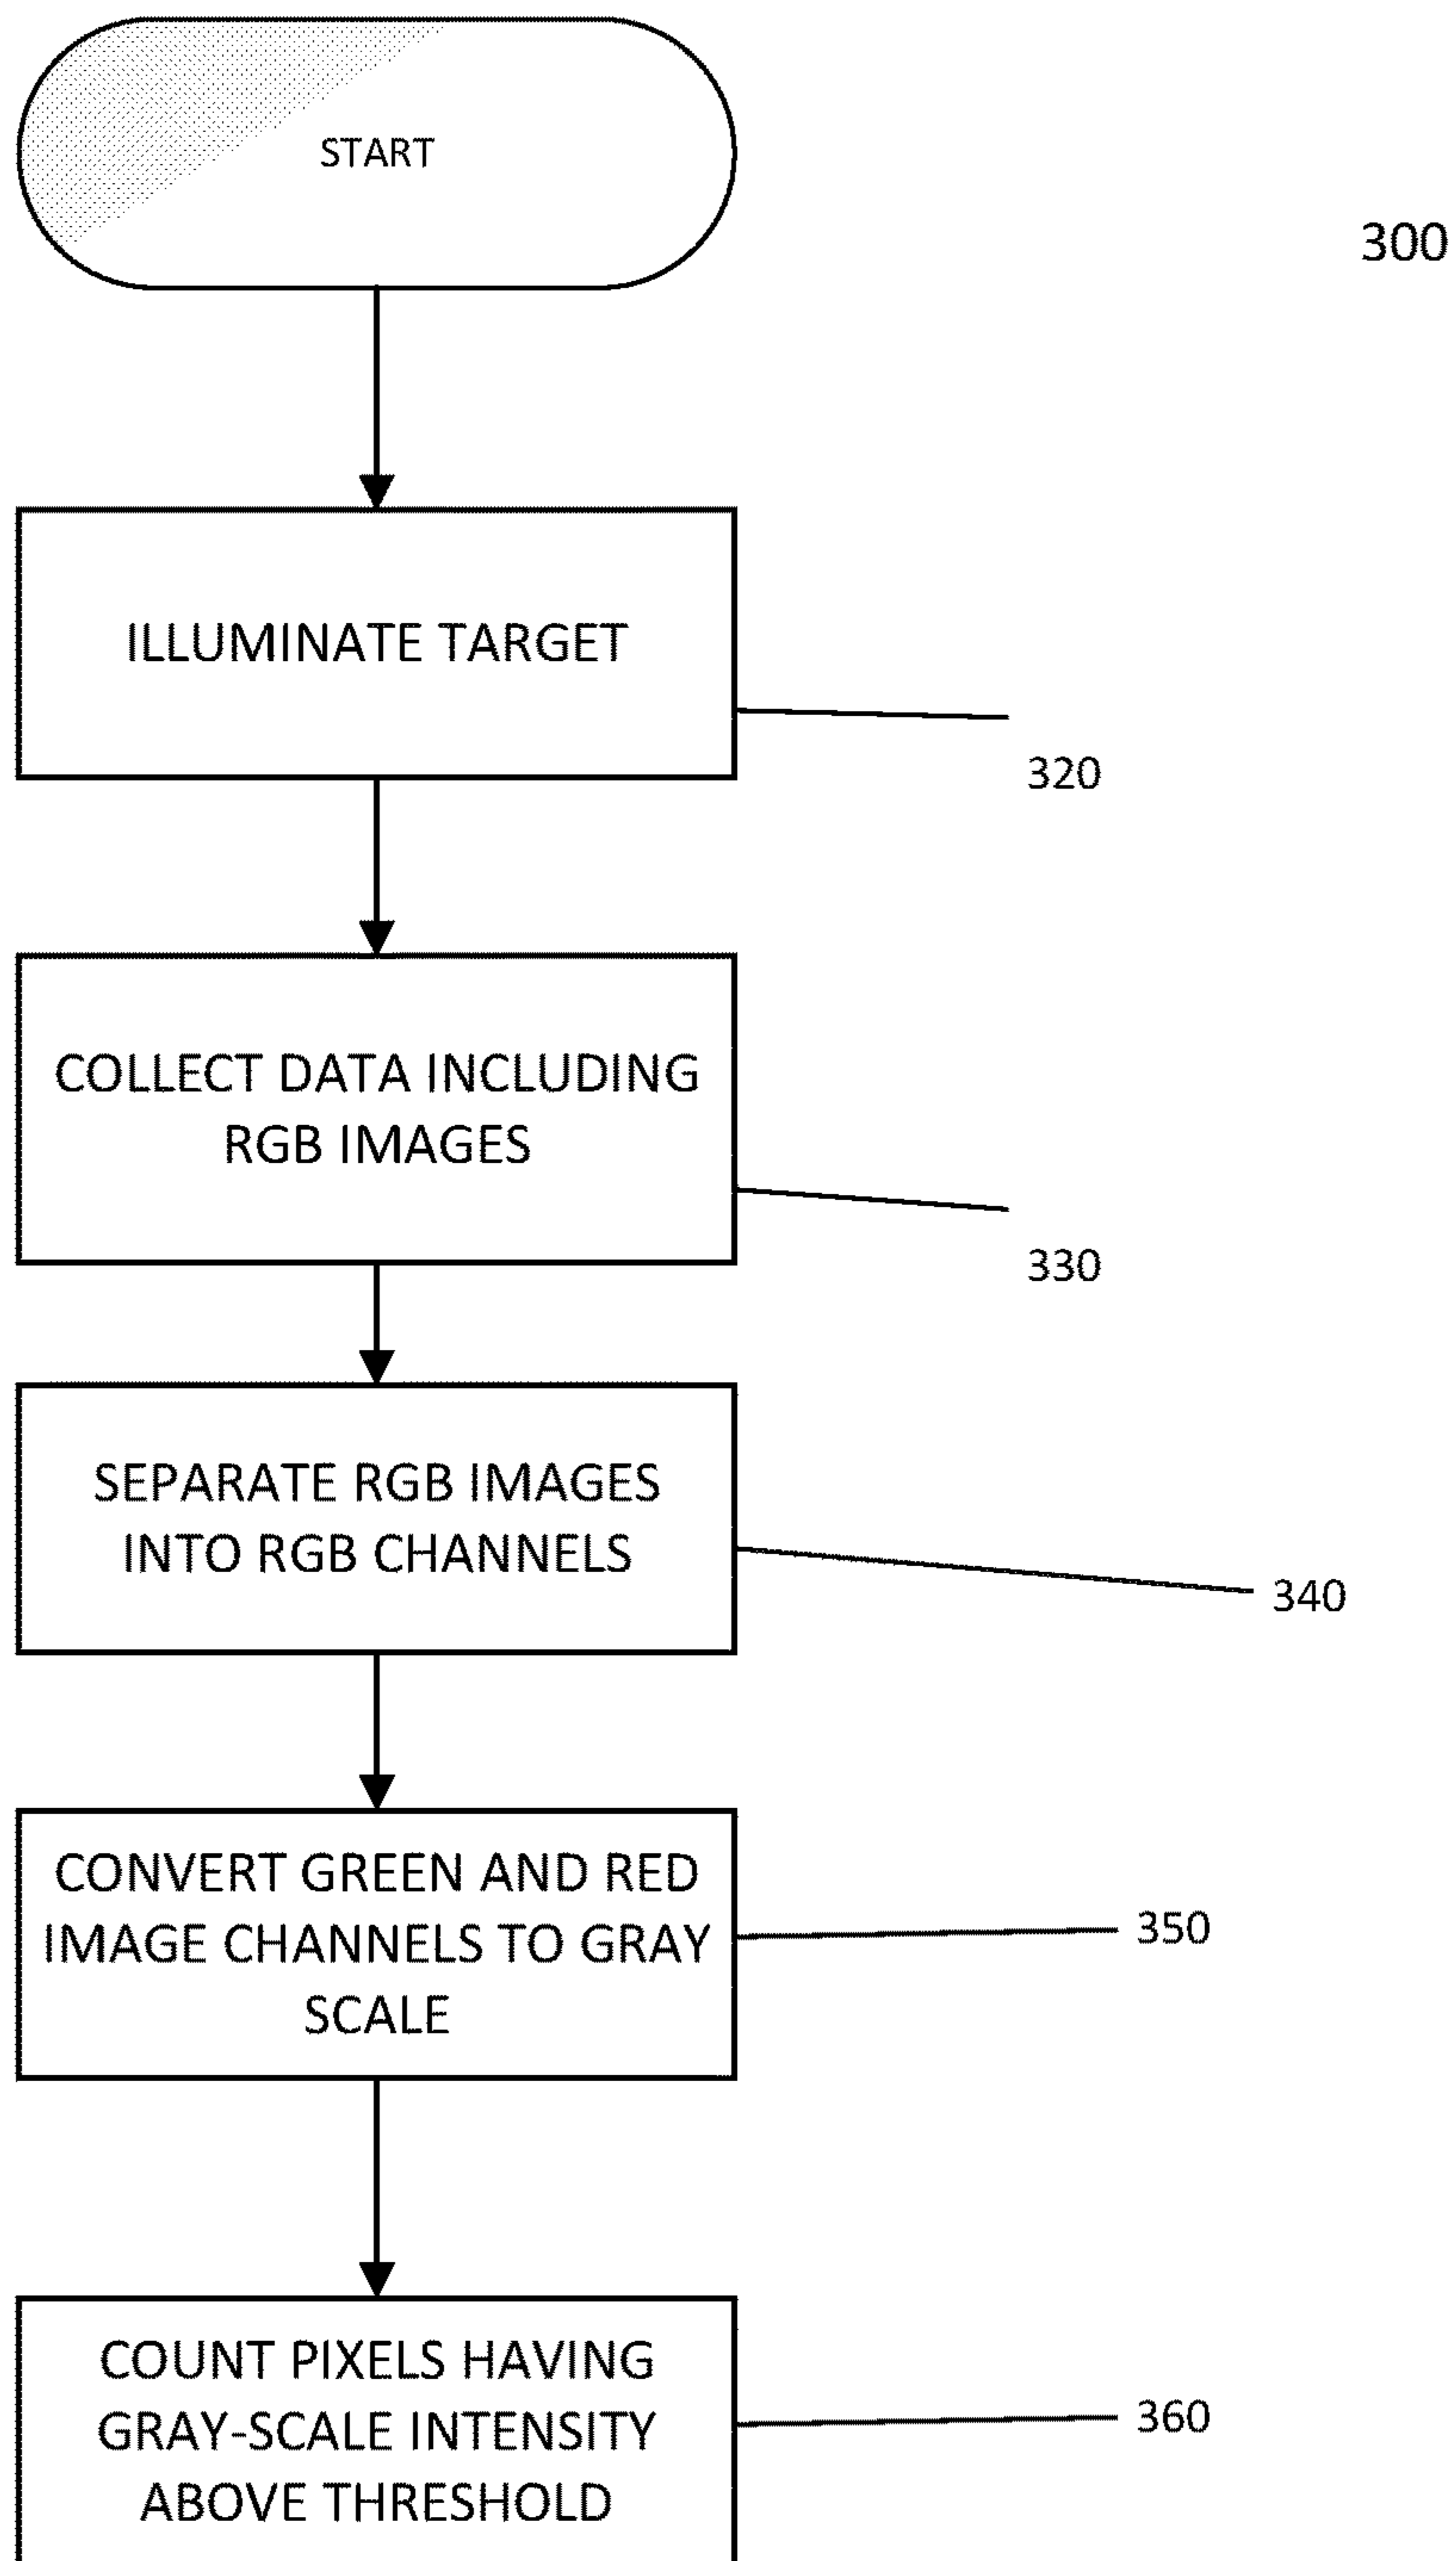 START
300
ILLUMINATE TARGET
320
COLLECT DATA INCLUDING
RGB IMAGES
330
SEPARATE RGB IMAGES
INTO RGB CHANNELS
340
CONVERT GREEN AND RED
IMAGE CHANNELS TO GRAY
SCALE
350
COUNT PIXELS HAVING
GRAY-SCALE INTENSITY
ABOVE THRESHOLD
360